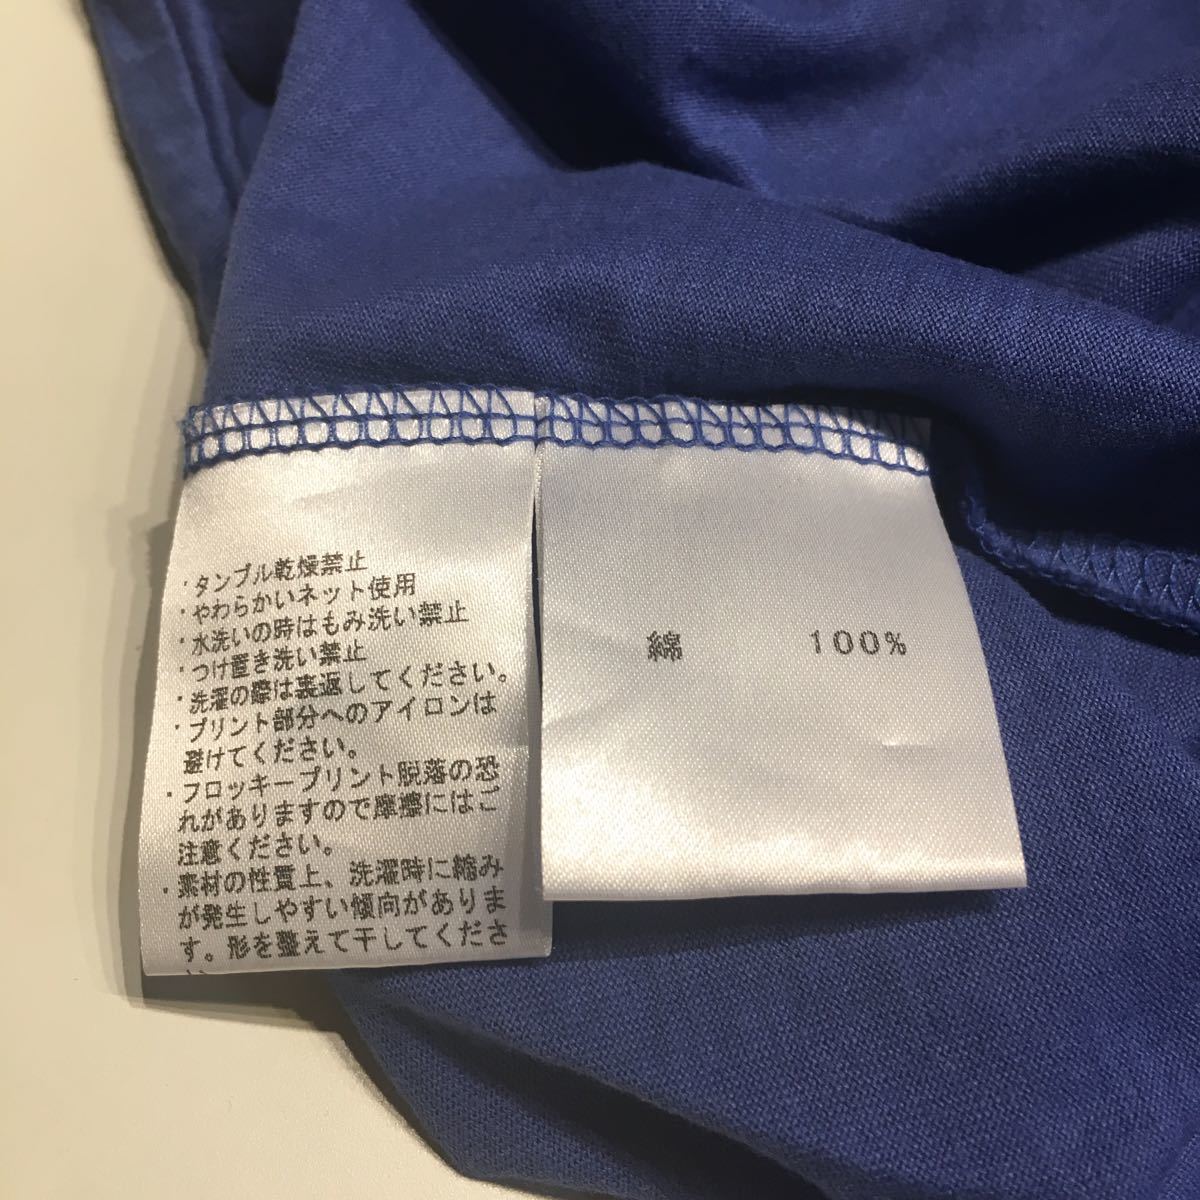 ・タンブル乾燥禁止
・やわらかいネット使用
・水洗いの時はもみ洗い禁止
・つけ置き洗い禁止
・洗濯の際は裏返してください。
・プリント部分へのアイロンは
避けてください。
・フロッキープリント脱落の恐
れがありますので摩擦にはご
注意ください。
・素材の性質上、洗濯時に縮み
が発生しやすい傾向がありま
す。形を整えて干してくださ
綿 100%